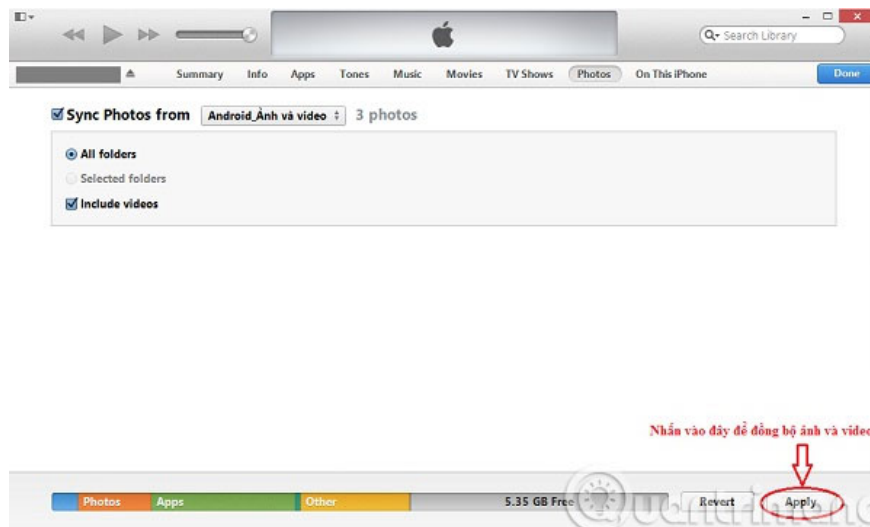 Search Library
Summary Info Apps Tones Music Movies TV Shows Photos On This iPhone Done
Sync Photos from Android_Ảnh và video 3 photos
All folders
Selected folders
Include videos
Nhấn vào đây để đồng bộ ảnh và video
Photos Apps Other 5.35 GB Free Revert Apply
Quantrimang